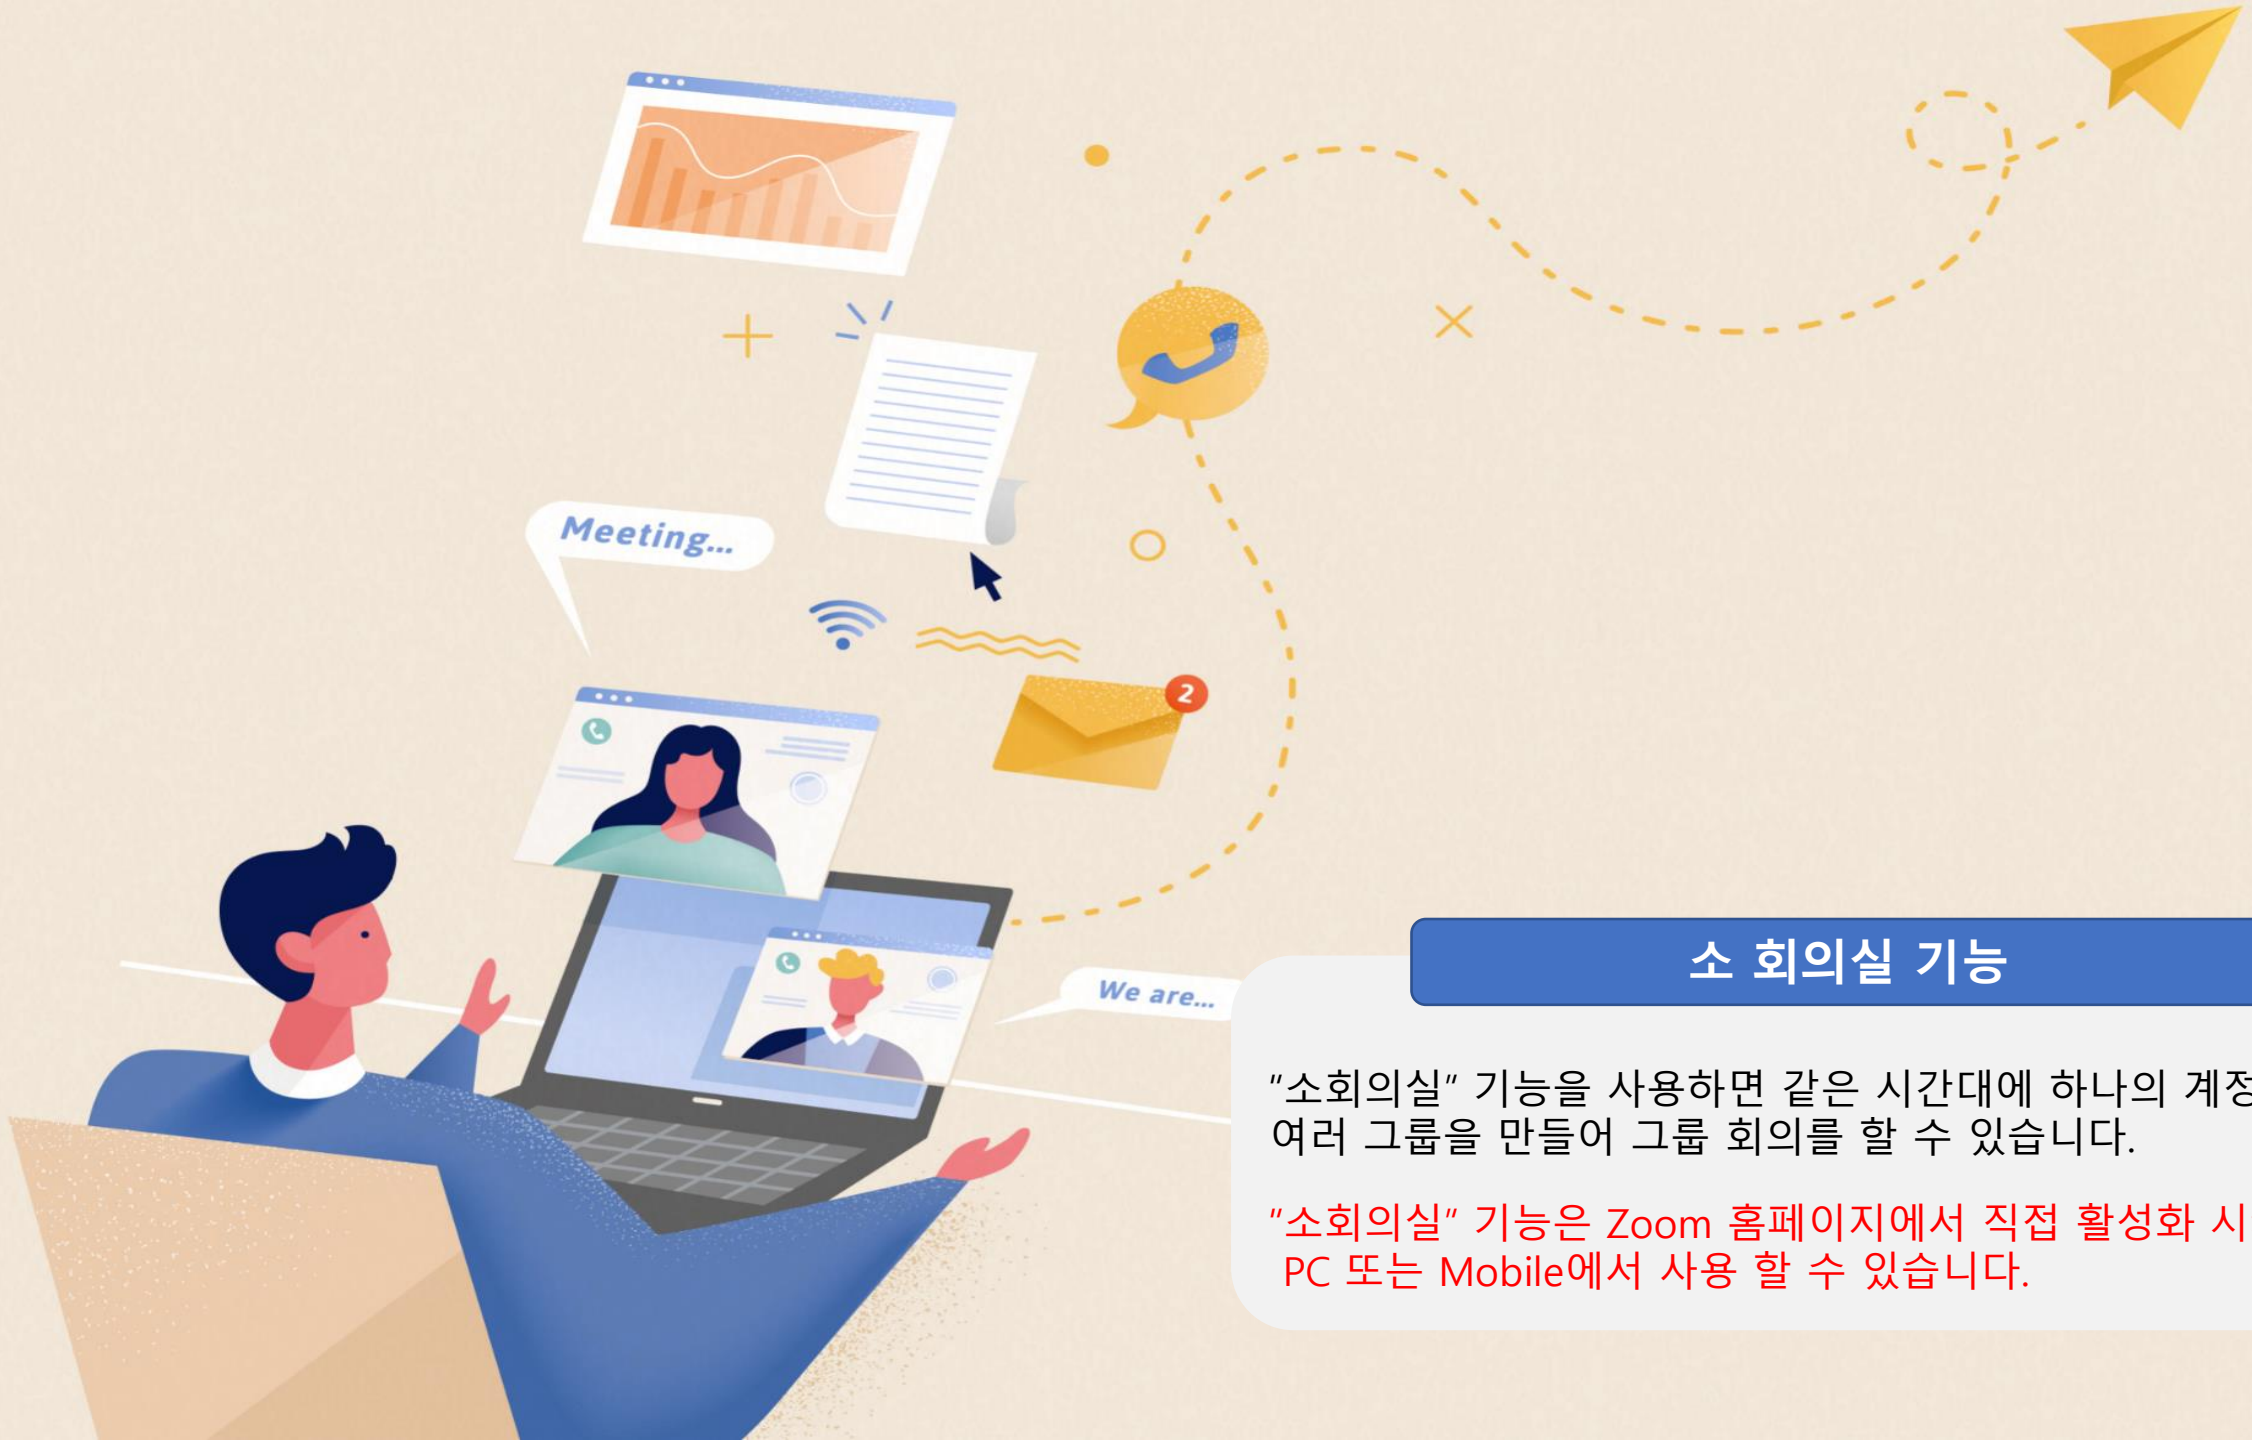 Meeting...
2
We are...
소 회의실 기능
"소회의실" 기능을 사용하면 같은 시간대에 하나의 계정
여러 그룹을 만들어 그룹 회의를 할 수 있습니다.
"소회의실" 기능은 Zoom 홈페이지에서 직접 활성화 시
PC 또는 Mobile에서 사용 할 수 있습니다.